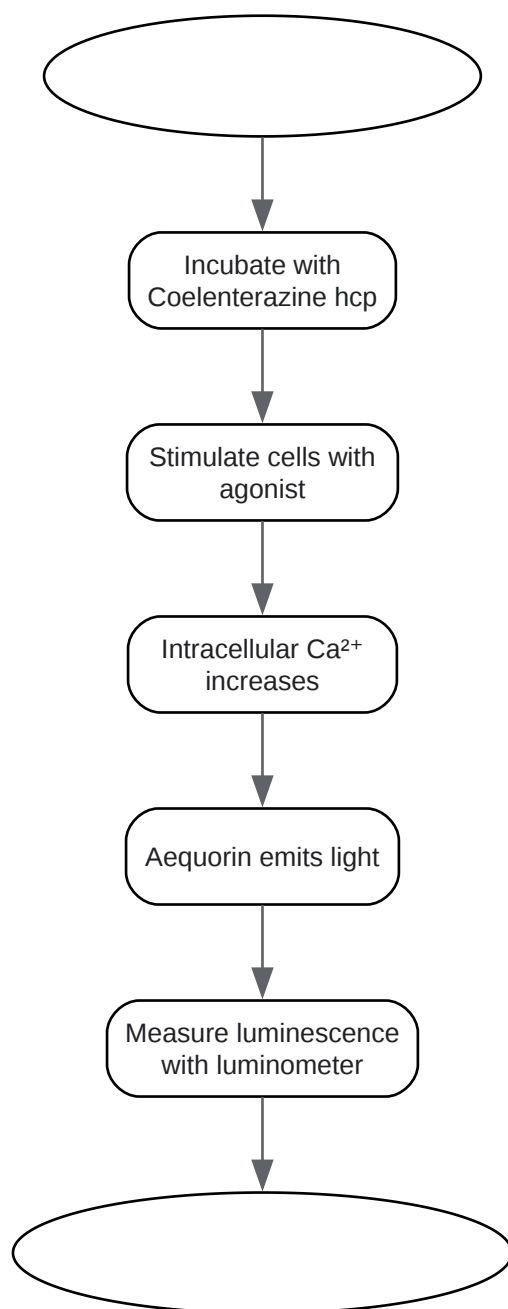 Incubate with
Coelenterazine hcp
Stimulate cells with
agonist
Intracellular Ca²⁺
increases
Aequorin emits light
Measure luminescence
with luminometer